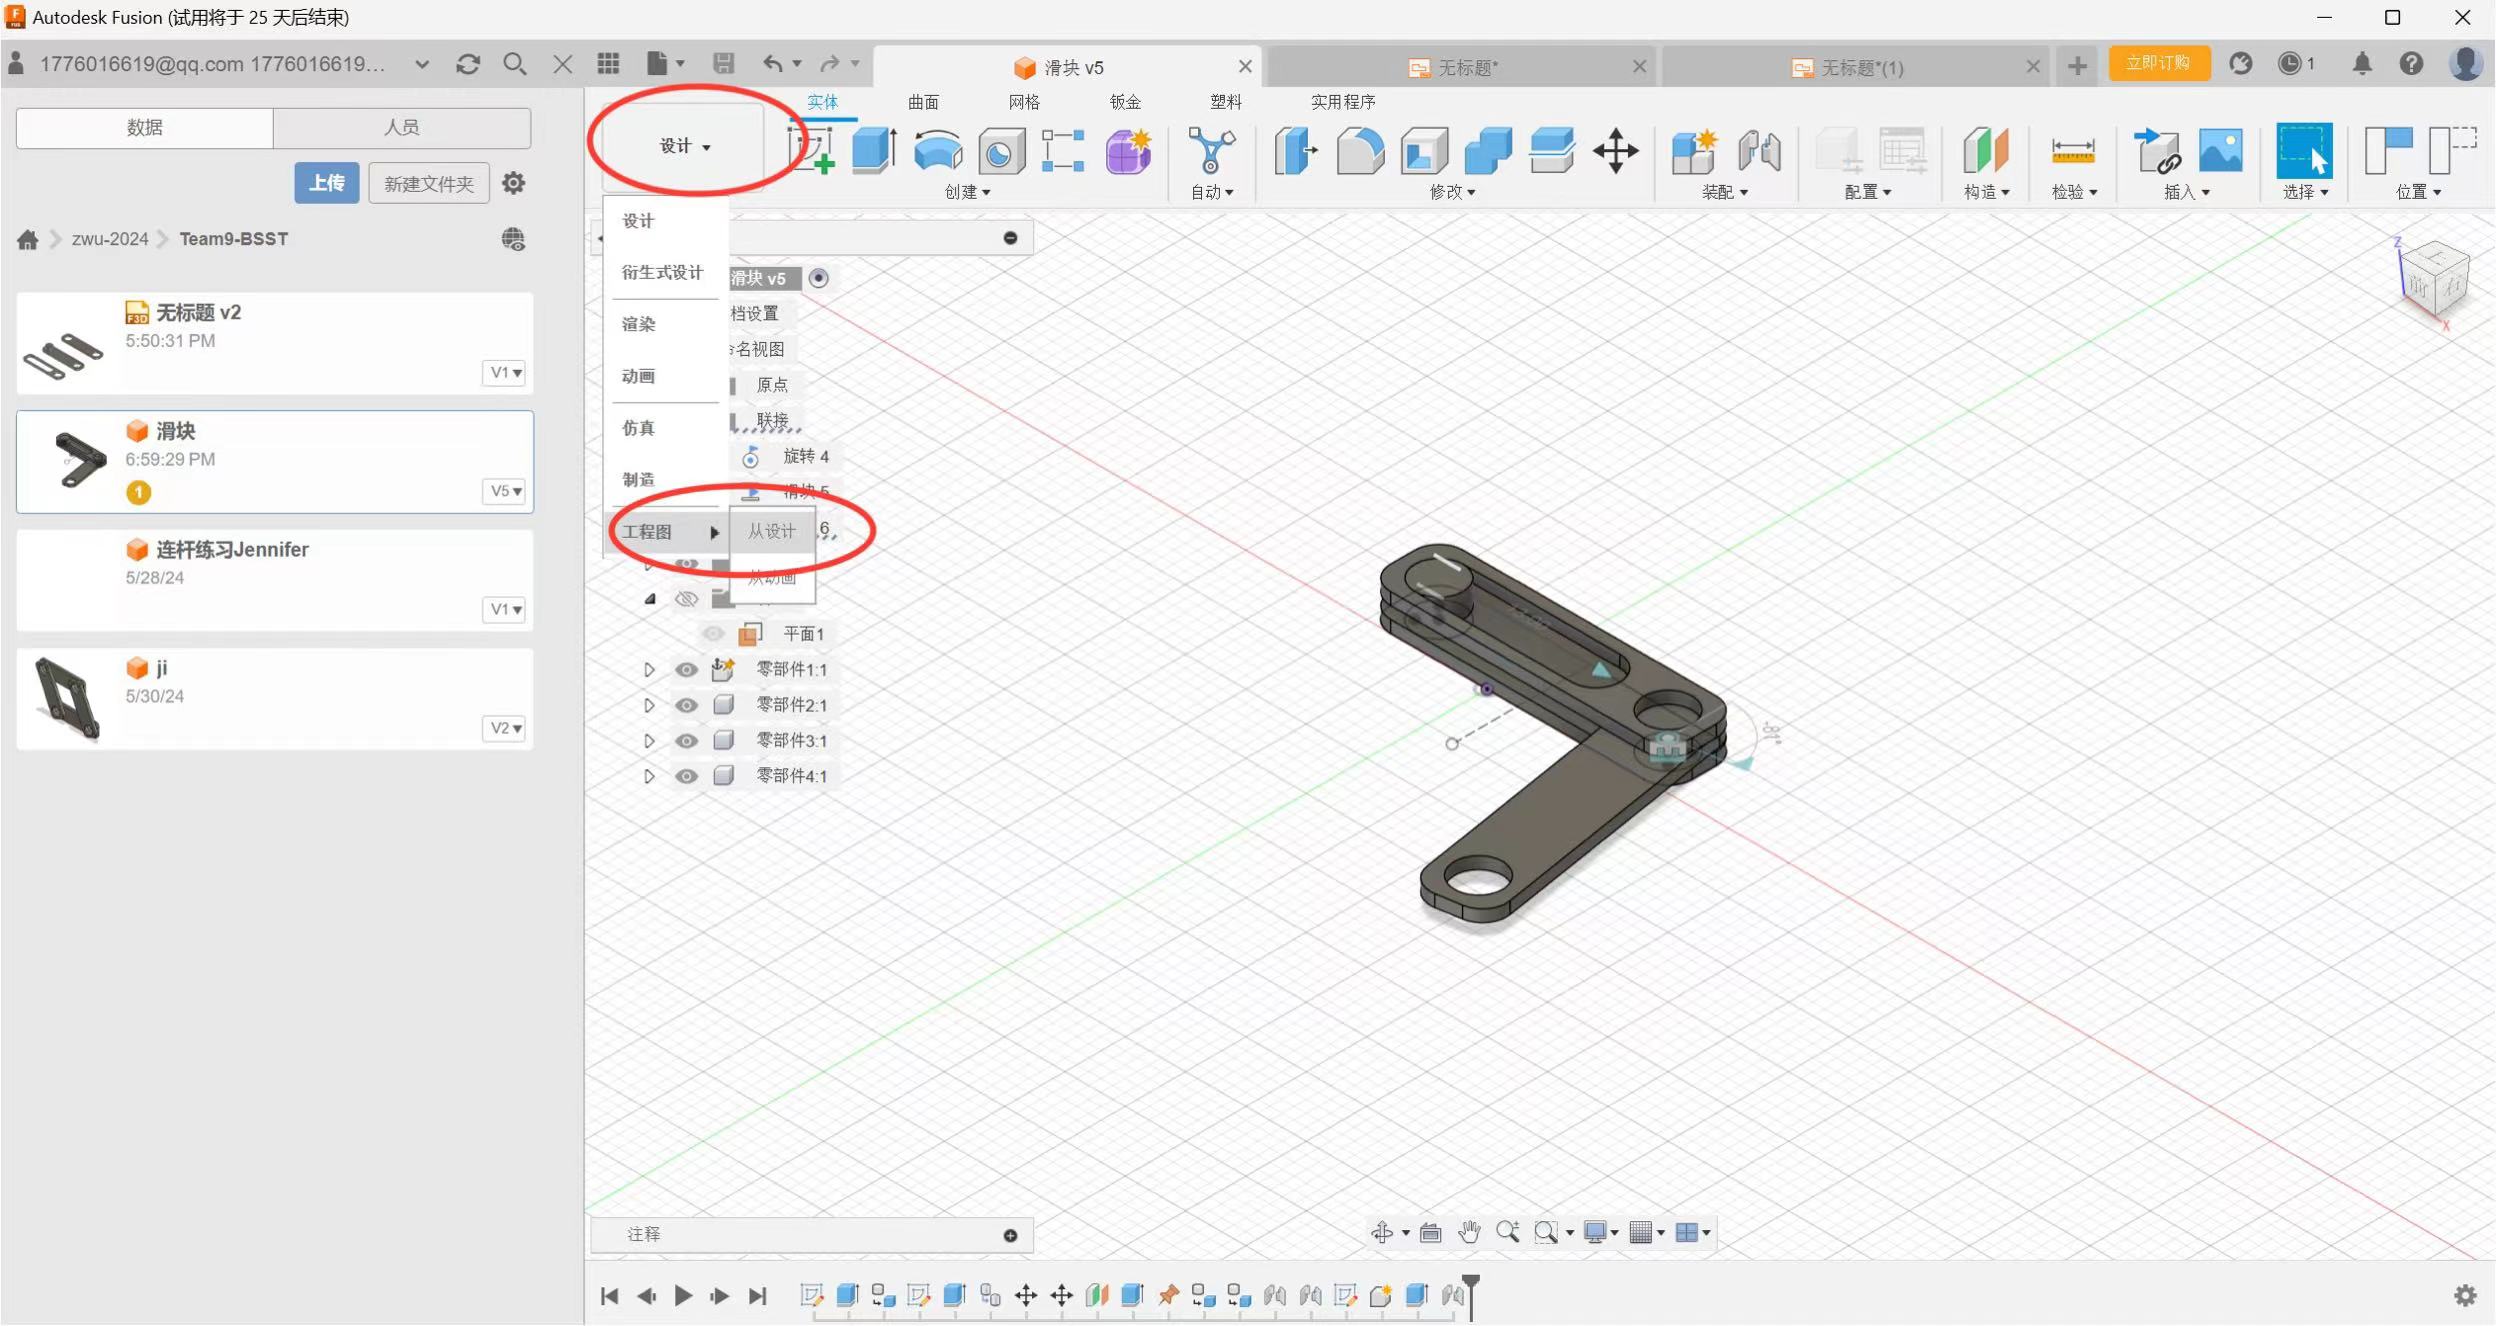 Autodesk Fusion (试用将于 25 天后结束)
1776016619@qq.com 1776016619...
滑块 v5
无标题*
无标题*(1)
立即订购
1
数据
人员
上传
新建文件夹
zwu-2024
Team9-BSST
无标题 v2
5:50:31 PM
V1
滑块
6:59:29 PM
1
V5
连杆练习Jennifer
5/28/24
V1
ji
5/30/24
V2
设计
实体
曲面
网格
钣金
塑料
实用程序
创建
自动
修改
装配
配置
构造
检验
插入
选择
位置
设计
衍生式设计
渲染
动画
仿真
制造
工程图
从设计
从动画
滑块 v5
档设置
名视图
原点
联接
旋转 4
滑块 5
6
平面1
零部件1:1
零部件2:1
零部件3:1
零部件4:1
Z
X
注释